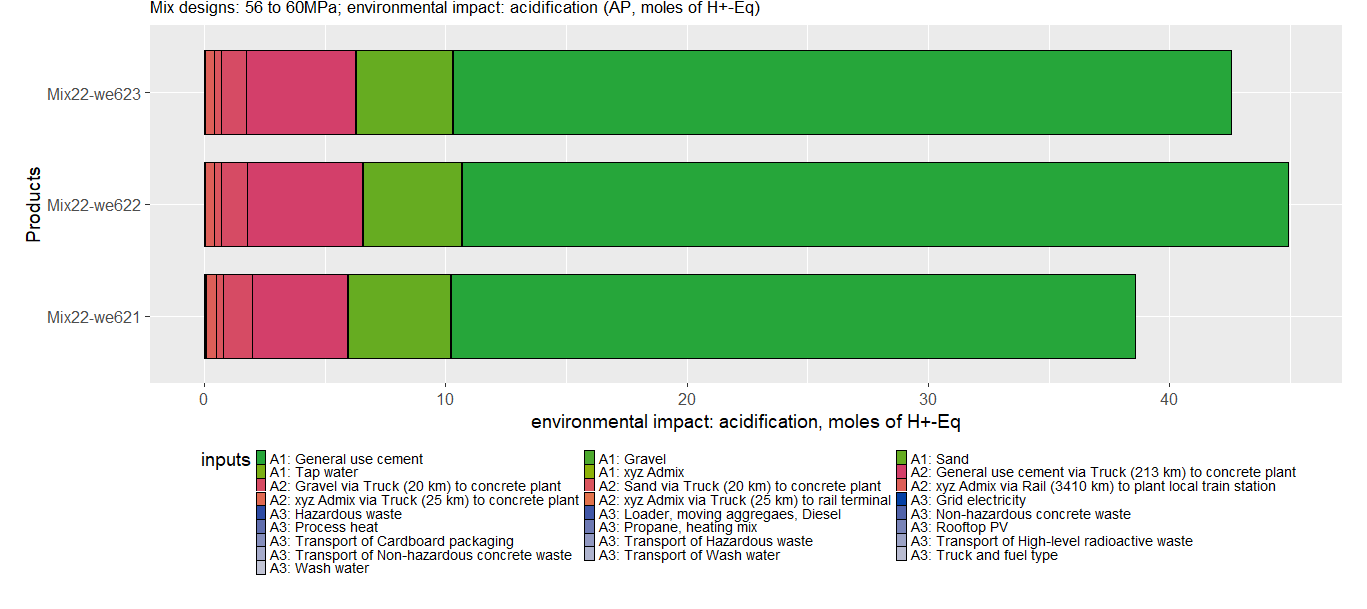 Mix designs: 56 to 60MPa; environmental impact: acidification (AP, moles of H+-Eq)
Products
Mix22-we623
Mix22-we622
Mix22-we621
0 10 20 30 40
environmental impact: acidification, moles of H+-Eq
inputs
A1: General use cement A1: Gravel A1: Sand
A1: Tap water A1: xyz Admix A2: General use cement via Truck (213 km) to concrete plant
A2: Gravel via Truck (20 km) to concrete plant A2: Sand via Truck (20 km) to concrete plant A2: xyz Admix via Rail (3410 km) to plant local train station
A2: xyz Admix via Truck (25 km) to concrete plant A2: xyz Admix via Truck (25 km) to rail terminal A3: Grid electricity
A3: Hazardous waste A3: Loader, moving aggregaes, Diesel A3: Non-hazardous concrete waste
A3: Process heat A3: Propane, heating mix A3: Rooftop PV
A3: Transport of Cardboard packaging A3: Transport of Hazardous waste A3: Transport of High-level radioactive waste
A3: Transport of Non-hazardous concrete waste A3: Transport of Wash water A3: Truck and fuel type
A3: Wash water